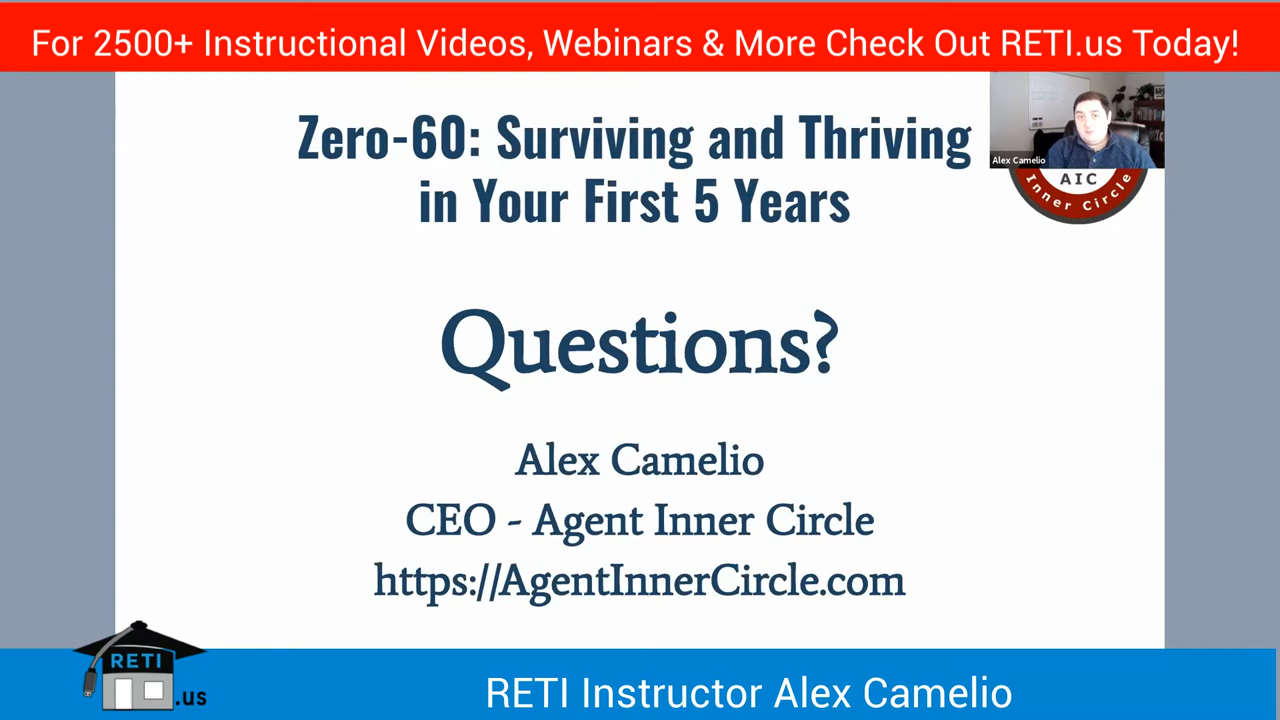 For 2500+ Instructional Videos, Webinars & More Check Out RETI.us Today!
Zero-60: Surviving and Thriving
in Your First 5 Years
Alex Camelio
AIC
Inner Circle
Questions?
Alex Camelio
CEO - Agent Inner Circle
https://AgentInnerCircle.com
RETI
.us
RETI Instructor Alex Camelio